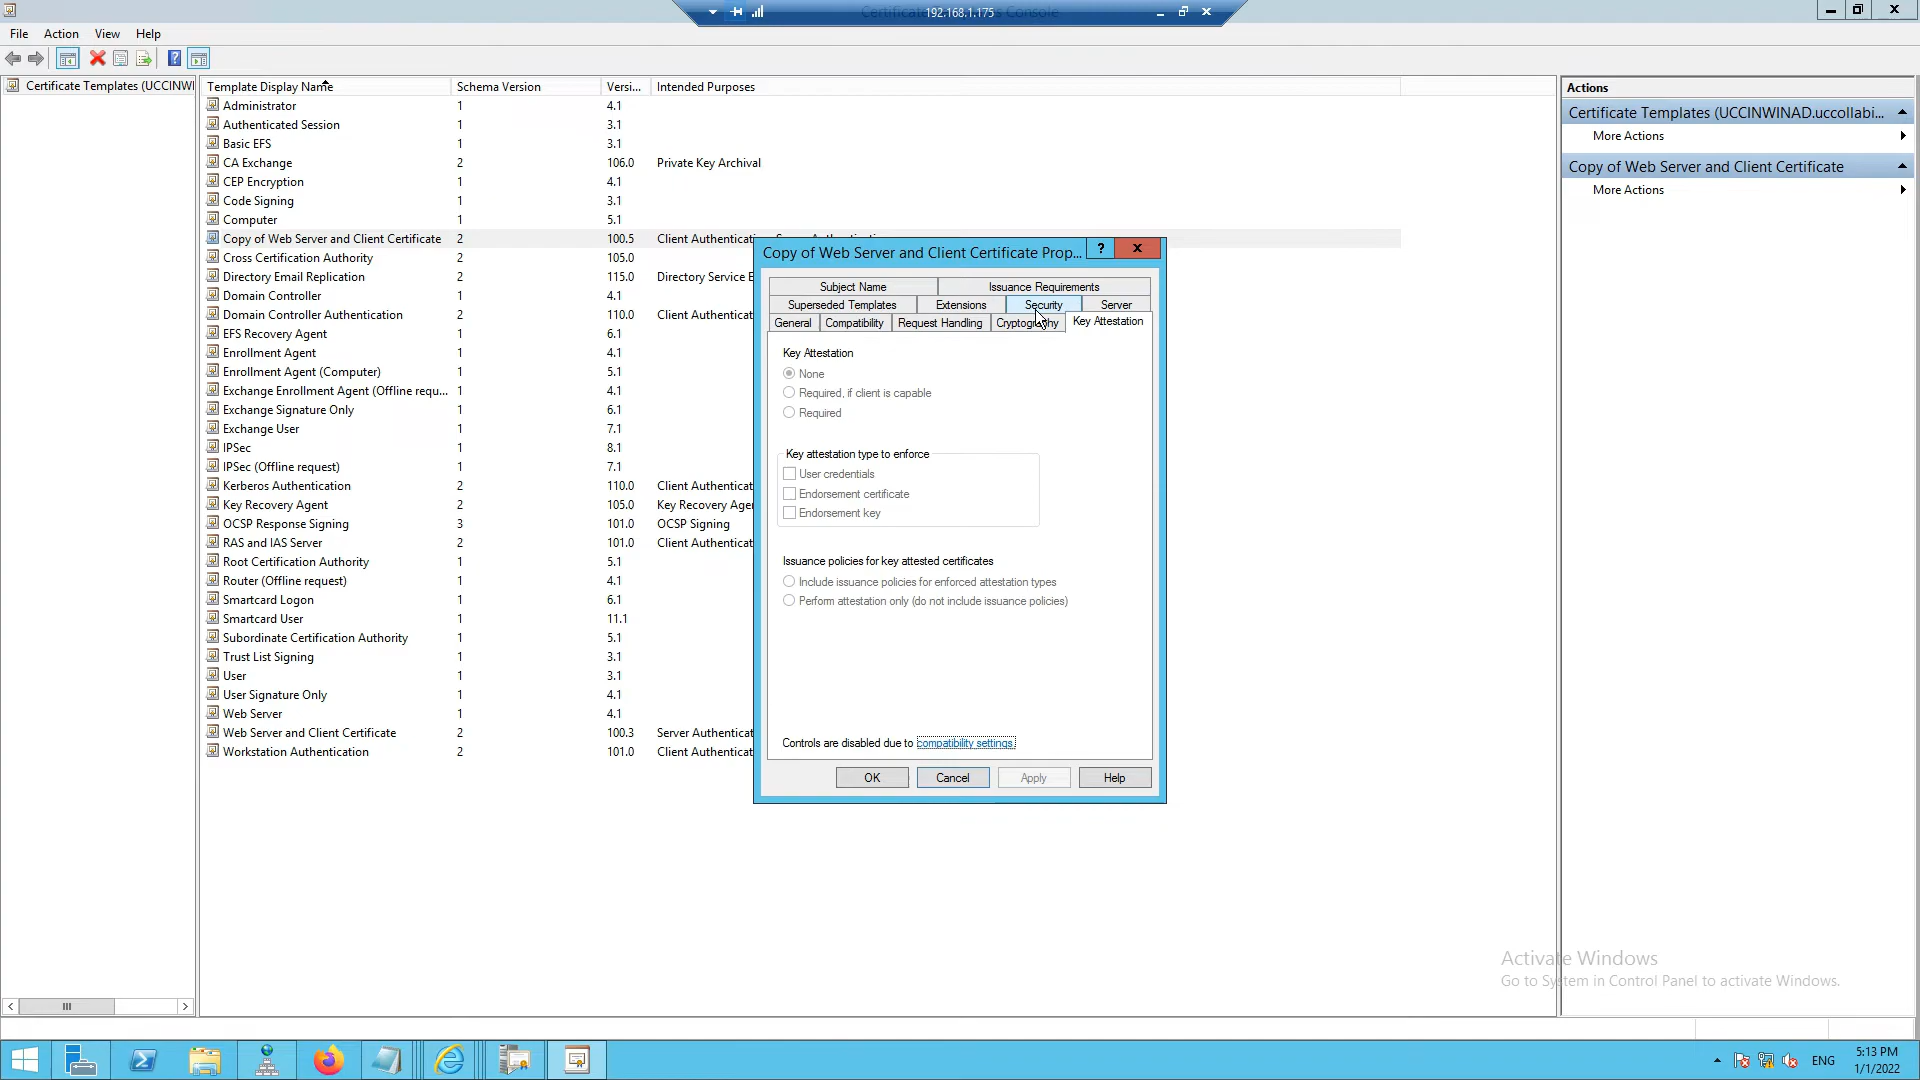 192.168.1.175
File Action View Help
Certificate Templates (UCCINWI
Template Display Name Schema Version Versi... Intended Purposes
Administrator 1 4.1
Authenticated Session 1 3.1
Basic EFS 1 3.1
CA Exchange 2 106.0 Private Key Archival
CEP Encryption 1 4.1
Code Signing 1 3.1
Computer 1 5.1
Copy of Web Server and Client Certificate 2 100.5 Client Authenticati
Cross Certification Authority 2 105.0
Directory Email Replication 2 115.0 Directory Service E
Domain Controller 1 4.1
Domain Controller Authentication 2 110.0 Client Authenticat
EFS Recovery Agent 1 6.1
Enrollment Agent 1 4.1
Enrollment Agent (Computer) 1 5.1
Exchange Enrollment Agent (Offline requ... 1 4.1
Exchange Signature Only 1 6.1
Exchange User 1 7.1
IPSec 1 8.1
IPSec (Offline request) 1 7.1
Kerberos Authentication 2 110.0 Client Authenticat
Key Recovery Agent 2 105.0 Key Recovery Ager
OCSP Response Signing 3 101.0 OCSP Signing
RAS and IAS Server 2 101.0 Client Authenticat
Root Certification Authority 1 5.1
Router (Offline request) 1 4.1
Smartcard Logon 1 6.1
Smartcard User 1 11.1
Subordinate Certification Authority 1 5.1
Trust List Signing 1 3.1
User 1 3.1
User Signature Only 1 4.1
Web Server 1 4.1
Web Server and Client Certificate 2 100.3 Server Authenticat
Workstation Authentication 2 101.0 Client Authenticat
Copy of Web Server and Client Certificate Prop...
Subject Name Issuance Requirements
Superseded Templates Extensions Security Server
General Compatibility Request Handling Cryptography Key Attestation
Key Attestation
None
Required, if client is capable
Required
Key attestation type to enforce
User credentials
Endorsement certificate
Endorsement key
Issuance policies for key attested certificates
Include issuance policies for enforced attestation types
Perform attestation only (do not include issuance policies)
Controls are disabled due to compatibility settings.
OK Cancel Apply Help
Actions
Certificate Templates (UCCINWINAD.uccollabi...
More Actions
Copy of Web Server and Client Certificate
More Actions
Activate Windows
Go to System in Control Panel to activate Windows.
ENG
5:13 PM
1/1/2022